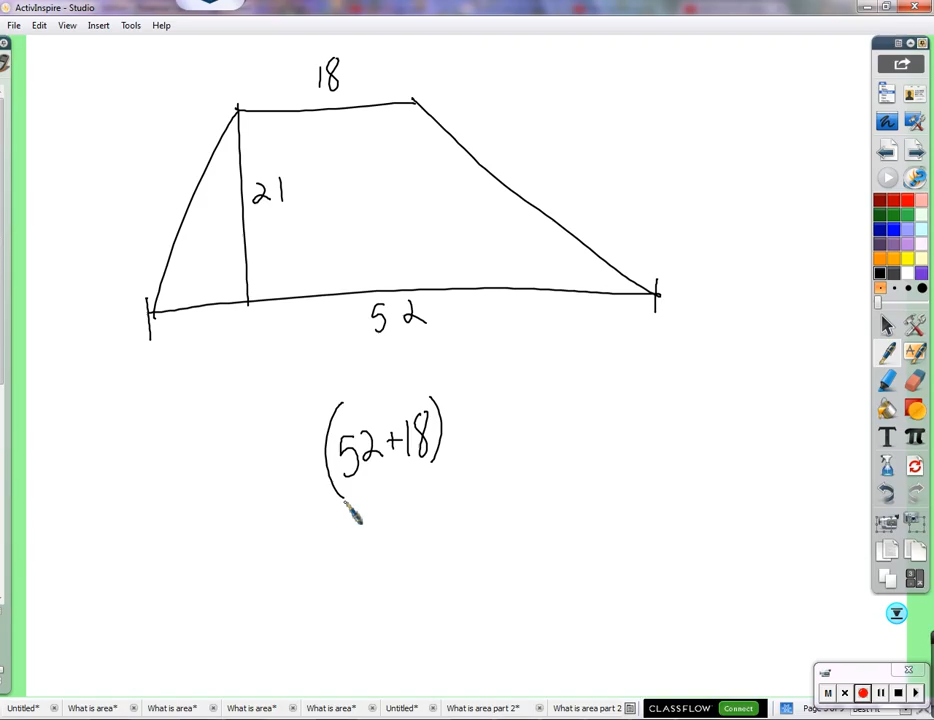 ActivInspire - Studio
File Edit View Insert Tools Help
18
21
52
(52+18)
T π
M
Untitled* What is area* What is area* What is area* What is area* Untitled* What is area part 2* What is area part 2 CLASSFLOW Connect